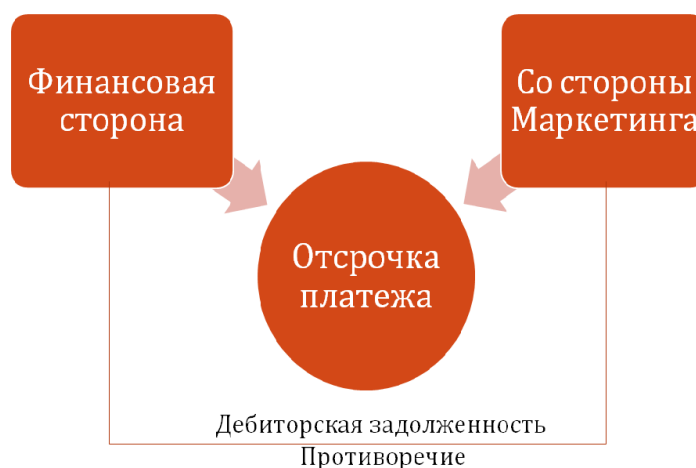 Финансовая
сторона
Со стороны
Маркетинга
Отсрочка
платежа
Дебиторская задолженность
Противоречие